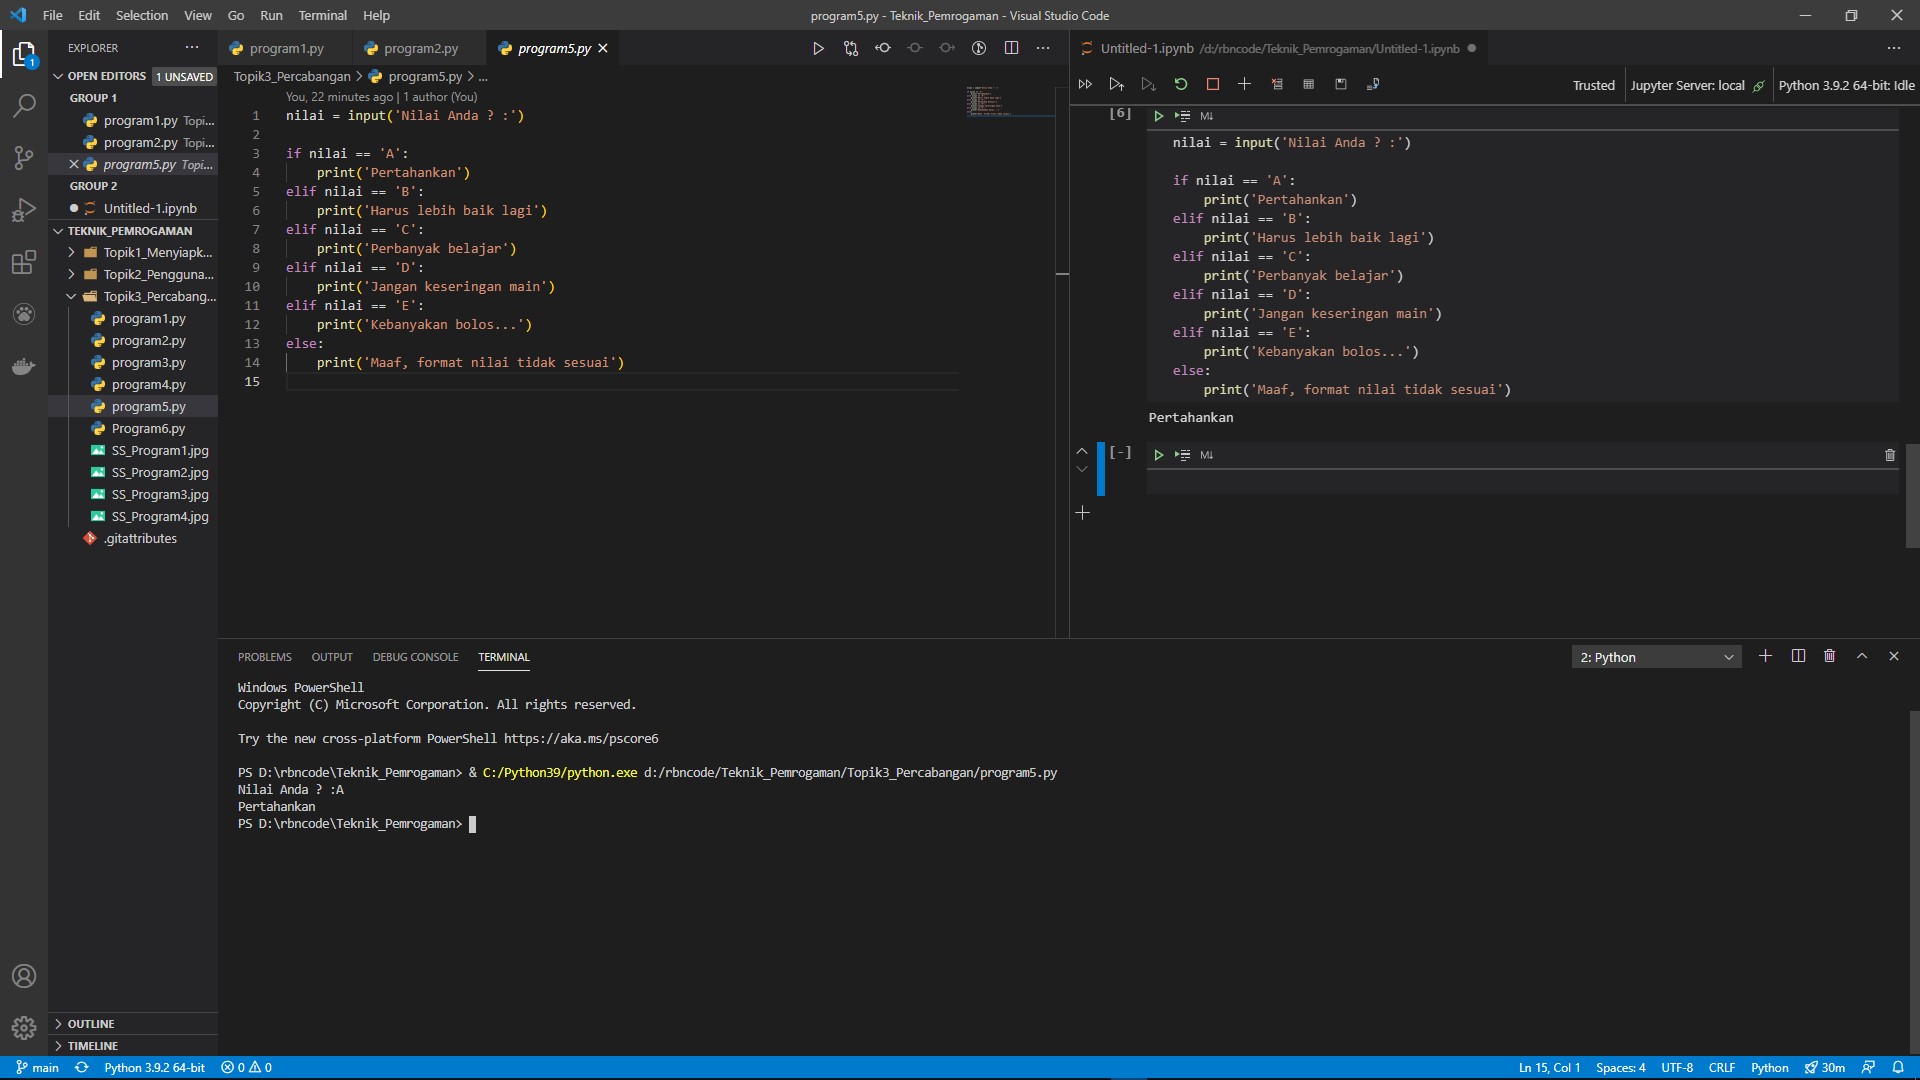 File Edit Selection View Go Run Terminal Help
program5.py - Teknik_Pemrogaman - Visual Studio Code
1
EXPLORER
OPEN EDITORS 1 UNSAVED
GROUP 1
program1.py Topi...
program2.py Topi...
program5.py Topi...
GROUP 2
Untitled-1.ipynb
TEKNIK_PEMROGAMAN
Topik1_Menyiapk...
Topik2_Pengguna...
Topik3_Percabang...
program1.py
program2.py
program3.py
program4.py
program5.py
Program6.py
SS_Program1.jpg
SS_Program2.jpg
SS_Program3.jpg
SS_Program4.jpg
.gitattributes
OUTLINE
TIMELINE
program1.py program2.py program5.py
Topik3_Percabangan > program5.py > ...
You, 22 minutes ago | 1 author (You)
1 nilai = input('Nilai Anda ? :')
2
3 if nilai == 'A':
4 print('Pertahankan')
5 elif nilai == 'B':
6 print('Harus lebih baik lagi')
7 elif nilai == 'C':
8 print('Perbanyak belajar')
9 elif nilai == 'D':
10 print('Jangan keseringan main')
11 elif nilai == 'E':
12 print('Kebanyakan bolos...')
13 else:
14 print('Maaf, format nilai tidak sesuai')
15
Untitled-1.ipynb /d:/rbncode/Teknik_Pemrogaman/Untitled-1.ipynb
Trusted Jupyter Server: local Python 3.9.2 64-bit: Idle
[6] M↓
nilai = input('Nilai Anda ? :')
if nilai == 'A':
print('Pertahankan')
elif nilai == 'B':
print('Harus lebih baik lagi')
elif nilai == 'C':
print('Perbanyak belajar')
elif nilai == 'D':
print('Jangan keseringan main')
elif nilai == 'E':
print('Kebanyakan bolos...')
else:
print('Maaf, format nilai tidak sesuai')
Pertahankan
[-] M↓
PROBLEMS OUTPUT DEBUG CONSOLE TERMINAL
2: Python
Windows PowerShell
Copyright (C) Microsoft Corporation. All rights reserved.
Try the new cross-platform PowerShell https://aka.ms/pscore6
PS D:\rbncode\Teknik_Pemrogaman> & C:/Python39/python.exe d:/rbncode/Teknik_Pemrogaman/Topik3_Percabangan/program5.py
Nilai Anda ? :A
Pertahankan
PS D:\rbncode\Teknik_Pemrogaman>
main Python 3.9.2 64-bit 0 0
Ln 15, Col 1 Spaces: 4 UTF-8 CRLF Python 30m